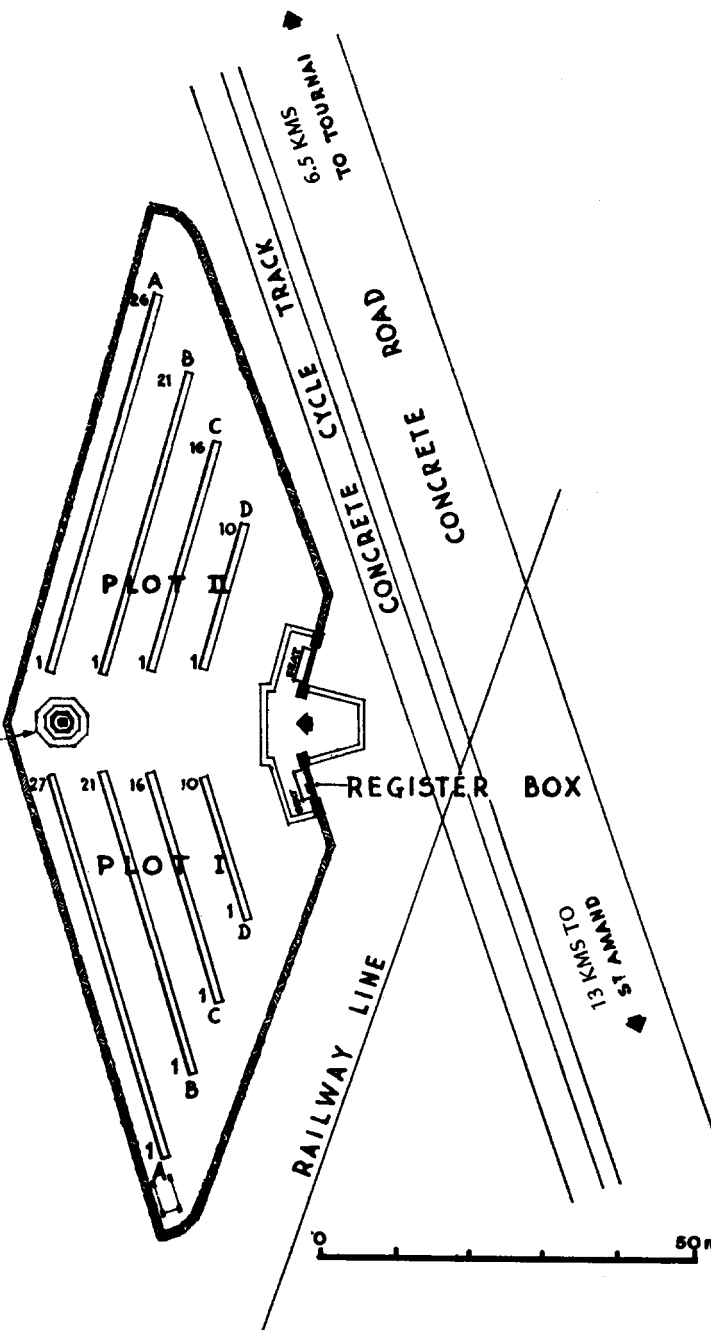 6.5 KMS
TO TOURNAI
CONCRETE CYCLE TRACK
CONCRETE ROAD
A
26
B
21
C
16
D
10
PLOT II
1
1
1
1
SEAT
27
21
16
10
REGISTER BOX
PLOT I
1
D
1
C
1
B
1
A
13 KMS TO
ST AMAND
RAILWAY LINE
0
50